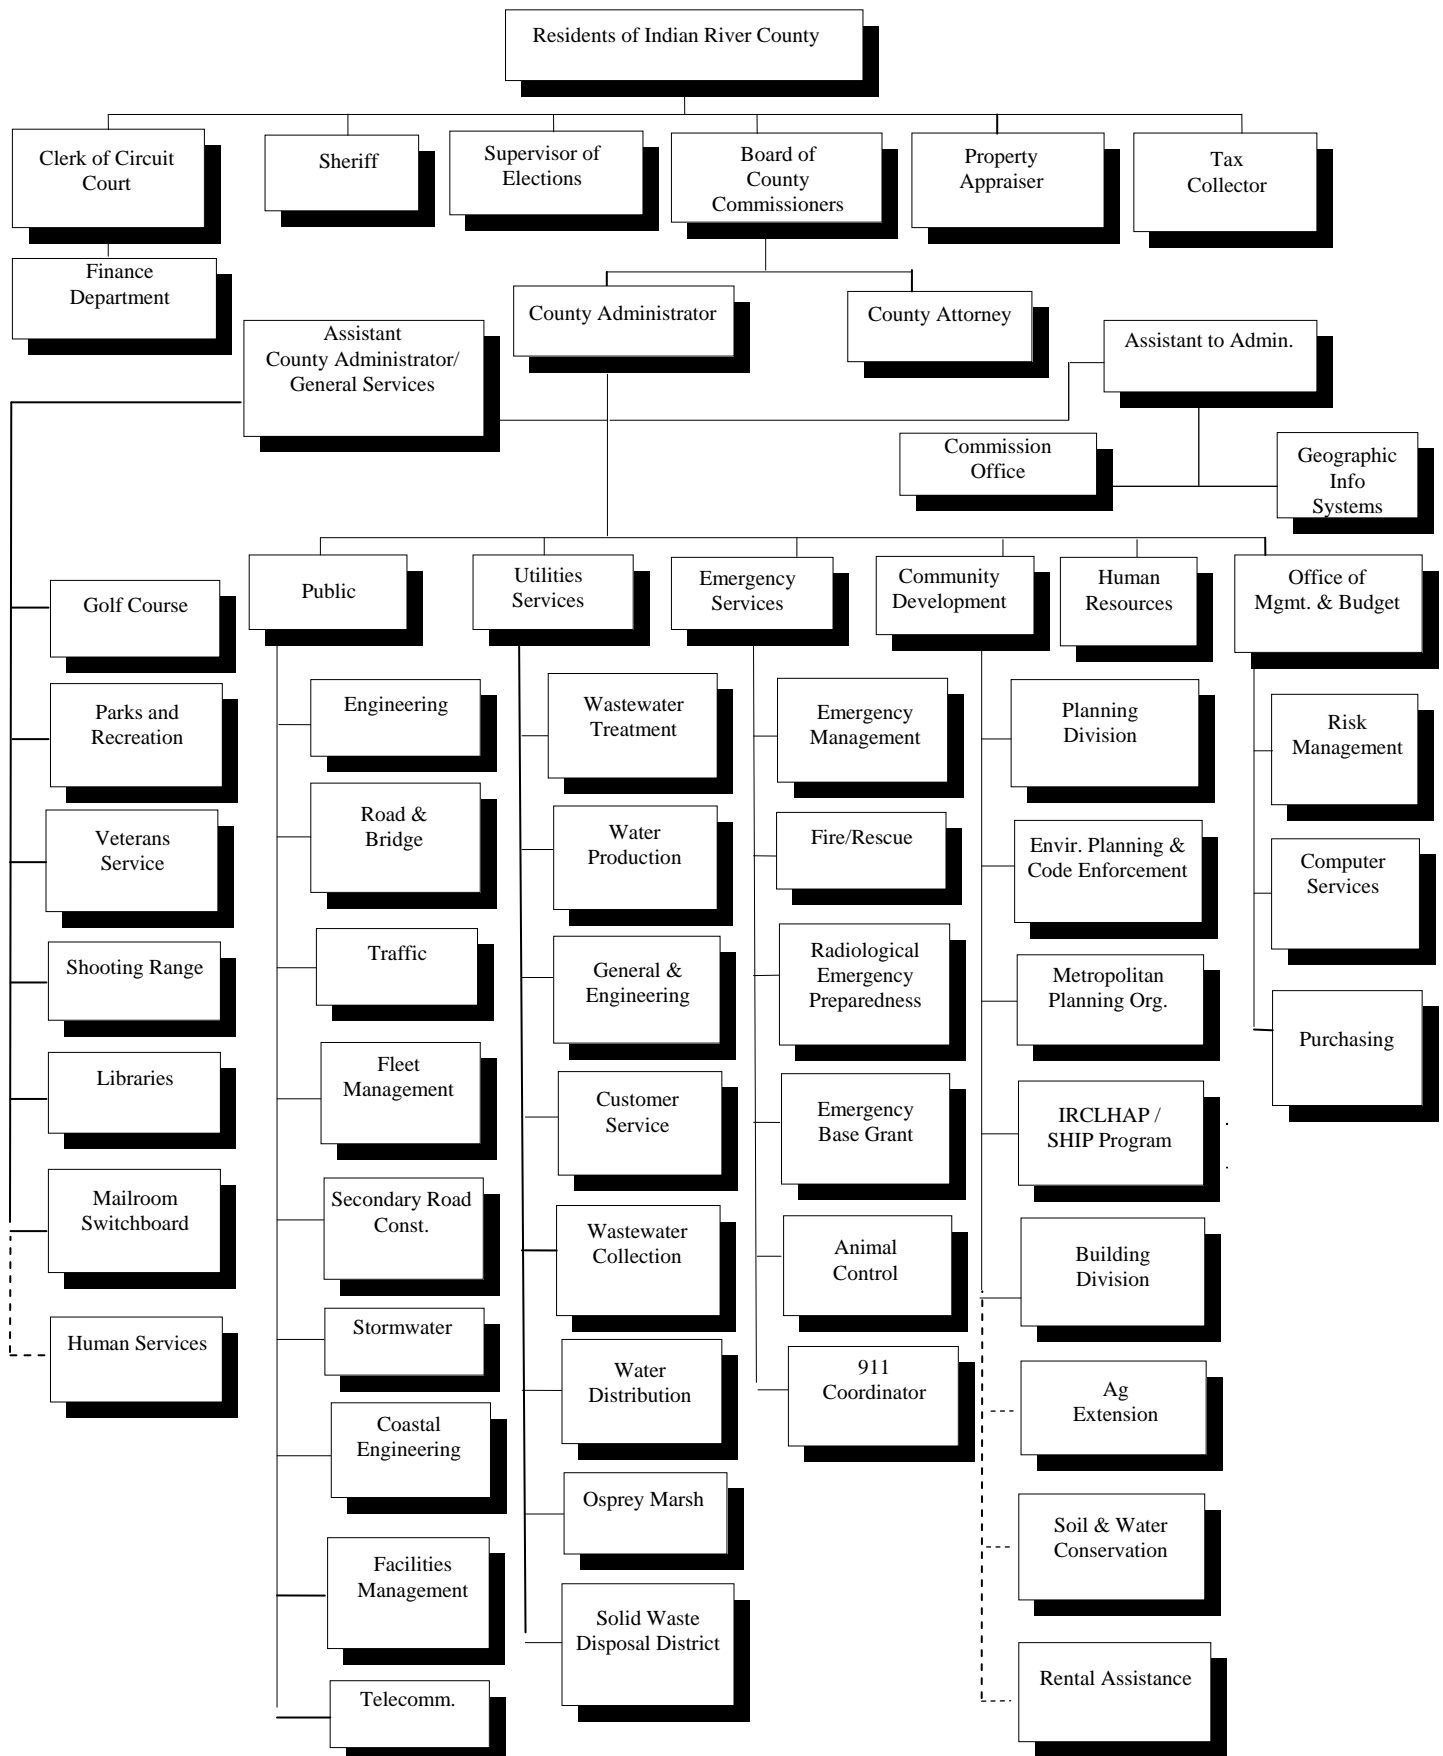 Residents of Indian River County
Clerk of Circuit
Court
Sheriff
Supervisor of
Elections
Board of
County
Commissioners
Property
Appraiser
Tax
Collector
Finance
Department
Assistant
County Administrator/
General Services
County Administrator
County Attorney
Assistant to Admin.
Commission
Office
Geographic
Info
Systems
Public
Utilities
Services
Emergency
Services
Community
Development
Human
Resources
Office of
Mgmt. & Budget
Golf Course
Parks and
Recreation
Veterans
Service
Shooting Range
Libraries
Mailroom
Switchboard
Human Services
Engineering
Road &
Bridge
Traffic
Fleet
Management
Secondary Road
Const.
Stormwater
Coastal
Engineering
Facilities
Management
Telecomm.
Wastewater
Treatment
Water
Production
General &
Engineering
Customer
Service
Wastewater
Collection
Water
Distribution
Osprey Marsh
Solid Waste
Disposal District
Emergency
Management
Fire/Rescue
Radiological
Emergency
Preparedness
Emergency
Base Grant
Animal
Control
911
Coordinator
Planning
Division
Envir. Planning &
Code Enforcement
Metropolitan
Planning Org.
IRCLHAP /
SHIP Program
Building
Division
Ag
Extension
Soil & Water
Conservation
Rental Assistance
Risk
Management
Computer
Services
Purchasing